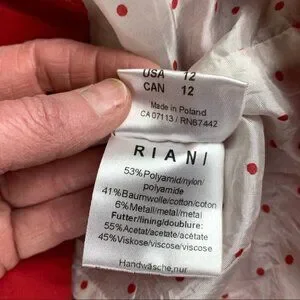 USA 12
CAN 12
Made in Poland
CA 07113 / RN67442
RIANI
53%Polyamid/nylon/
polyamide
41%Baumwolle/cotton/coton
6%Metall/metal/metal
Futter/lining/doublure:
55%Acetat/acetate/acétate
45%Viskose/viscose/viscose
Handwäsche,nur